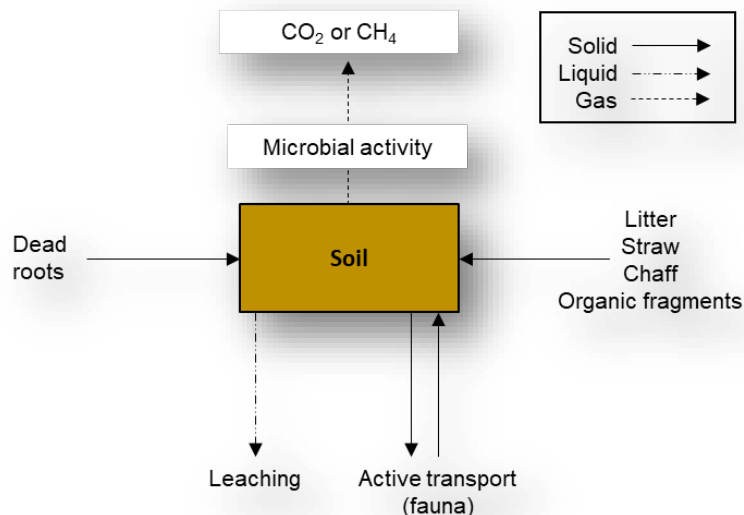 CO₂ or CH₄
Solid
Liquid
Gas
Microbial activity
Dead
roots
Soil
Litter
Straw
Chaff
Organic fragments
Leaching
Active transport
(fauna)